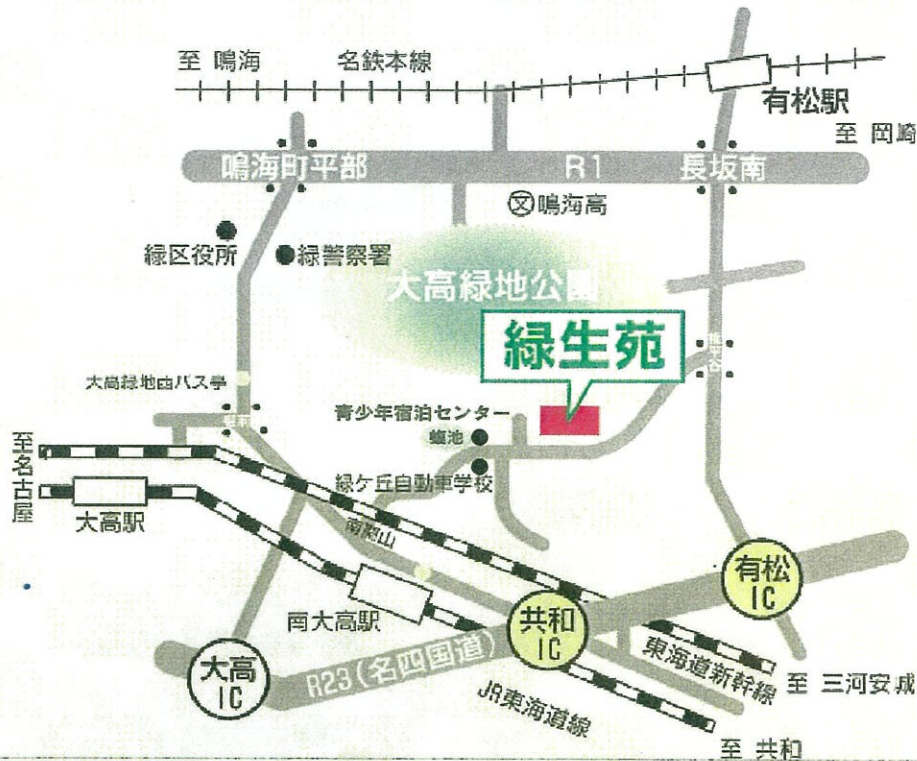 至 鳴海
名鉄本線
有松駅
至 岡崎
鳴海町平部
R1
長坂南
文
鳴海高
緑区役所
緑警察署
大高緑地公園
緑生苑
大高緑地西バス亭
青少年宿泊センター
蝮池
緑ケ丘自動車学校
至名古屋
大高駅
南大高駅
有松
IC
共和
IC
大高
IC
R23(名四国道)
東海道新幹線
至 三河安城
JR東海道線
至 共和